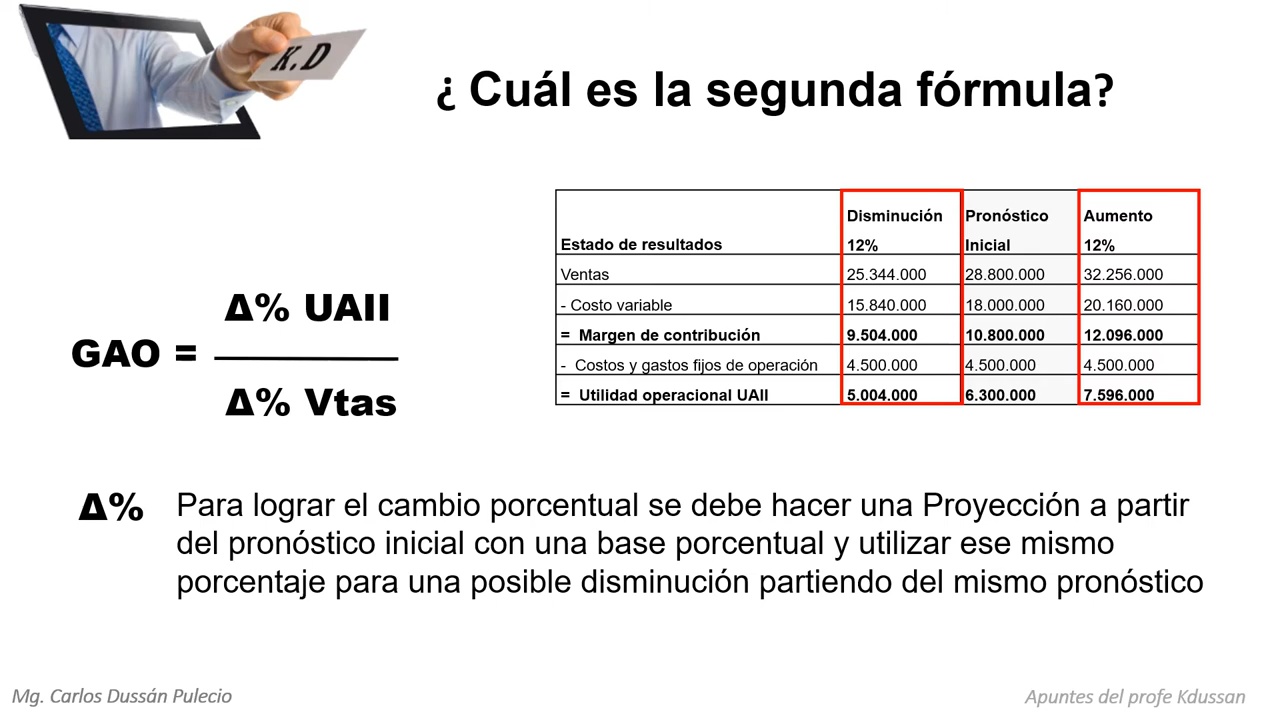 K.D
¿ Cuál es la segunda fórmula?
Disminución Pronóstico Aumento
Estado de resultados 12% Inicial 12%
Ventas 25.344.000 28.800.000 32.256.000
- Costo variable 15.840.000 18.000.000 20.160.000
= Margen de contribución 9.504.000 10.800.000 12.096.000
- Costos y gastos fijos de operación 4.500.000 4.500.000 4.500.000
= Utilidad operacional UAII 5.004.000 6.300.000 7.596.000
Δ% UAII
GAO =
Δ% Vtas
Δ% Para lograr el cambio porcentual se debe hacer una Proyección a partir
del pronóstico inicial con una base porcentual y utilizar ese mismo
porcentaje para una posible disminución partiendo del mismo pronóstico
Mg. Carlos Dussán Pulecio
Apuntes del profe Kdussan